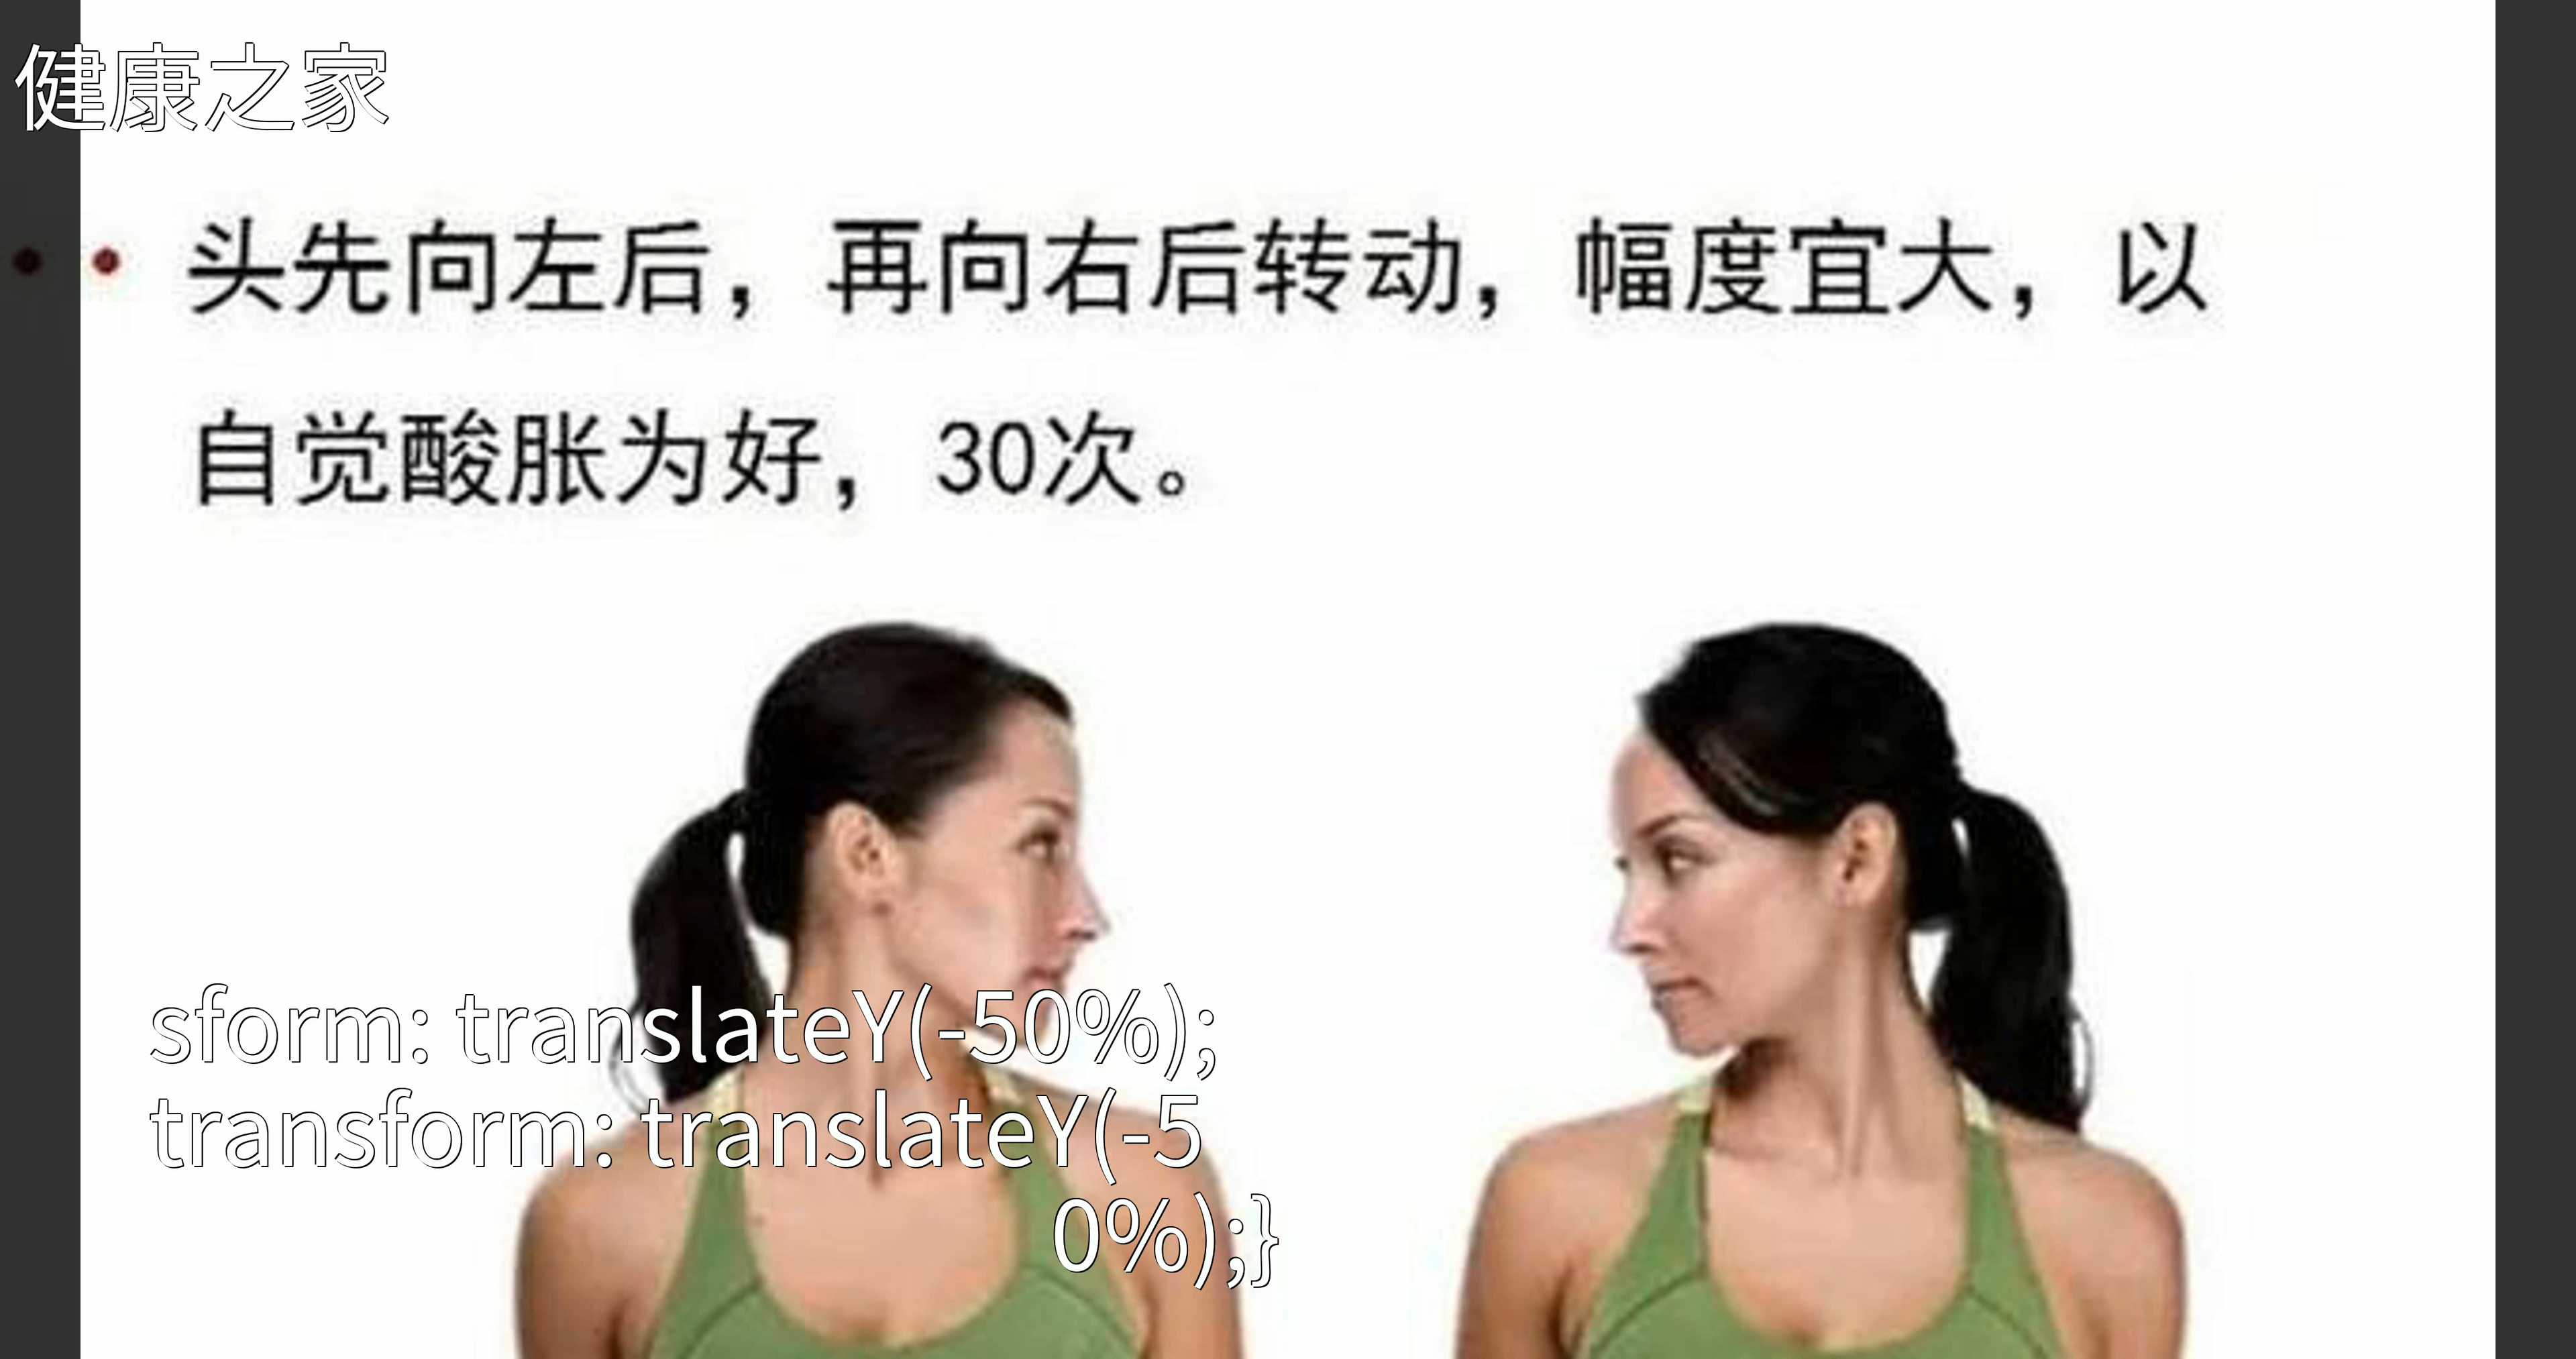 健康之家
头先向左后，再向右后转动，幅度宜大，以
自觉酸胀为好，30次。
sform: translateY(-50%);
transform: translateY(-5
0%);}